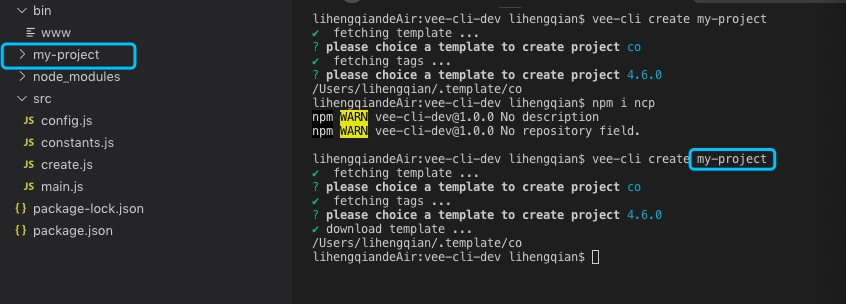 bin
www
my-project
node_modules
src
JS config.js
JS constants.js
JS create.js
JS main.js
{} package-lock.json
{} package.json
lihengqiandeAir:vee-cli-dev lihengqian$ vee-cli create my-project
✔ fetching template ...
? please choice a template to create project co
✔ fetching tags ...
? please choice a template to create project 4.6.0
/Users/lihengqian/.template/co
lihengqiandeAir:vee-cli-dev lihengqian$ npm i ncp
npm WARN vee-cli-dev@1.0.0 No description
npm WARN vee-cli-dev@1.0.0 No repository field.
lihengqiandeAir:vee-cli-dev lihengqian$ vee-cli create my-project
✔ fetching template ...
? please choice a template to create project co
✔ fetching tags ...
? please choice a template to create project 4.6.0
✔ download template ...
/Users/lihengqian/.template/co
lihengqiandeAir:vee-cli-dev lihengqian$